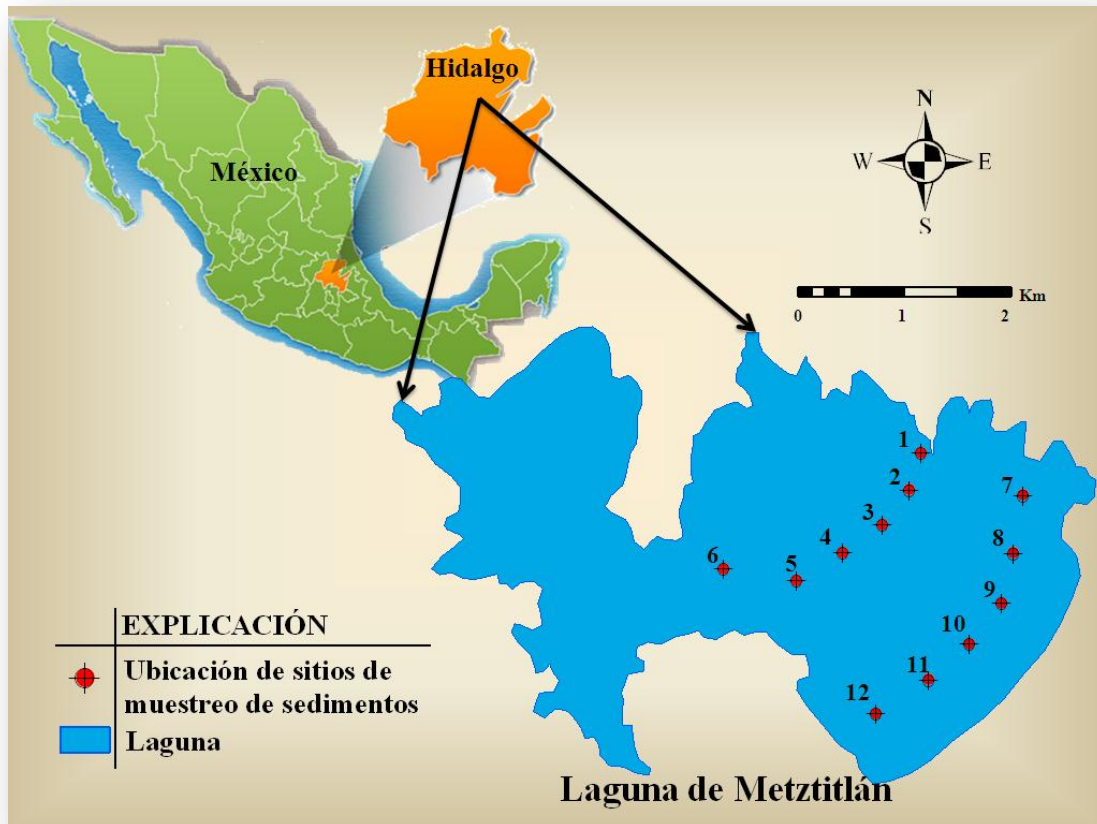 Hidalgo
México
N
W E
S
Km
0 1 2
1
2
7
3
4
8
6
5
9
10
11
12
EXPLICACIÓN
Ubicación de sitios de
muestreo de sedimentos
Laguna
Laguna de Metztitlán